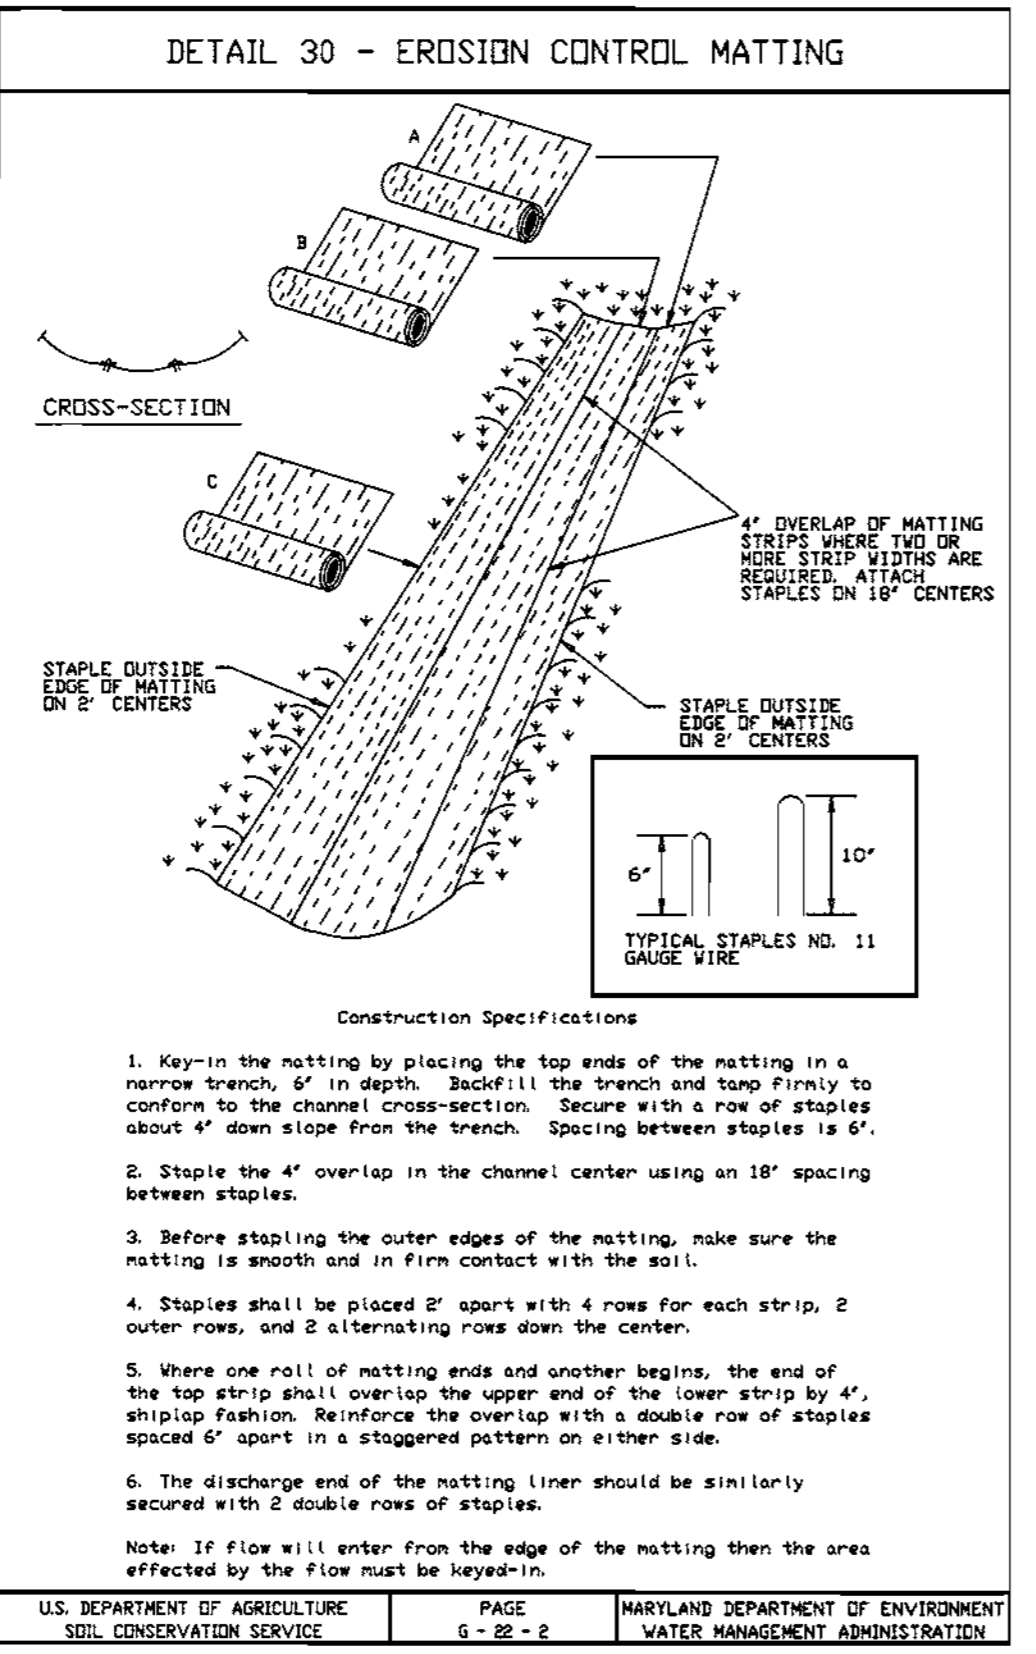 DETAIL 30 - EROSION CONTROL MATTING
A
B
CROSS-SECTION
C
4" OVERLAP OF MATTING
STRIPS WHERE TWO OR
MORE STRIP WIDTHS ARE
REQUIRED. ATTACH
STAPLES ON 18" CENTERS
STAPLE OUTSIDE
EDGE OF MATTING
ON 2' CENTERS
STAPLE OUTSIDE
EDGE OF MATTING
ON 2' CENTERS
6"
10"
TYPICAL STAPLES NO. 11
GAUGE WIRE
Construction Specifications
1. Key-in the matting by placing the top ends of the matting in a
narrow trench, 6" in depth. Backfill the trench and tamp firmly to
conform to the channel cross-section. Secure with a row of staples
about 4" down slope from the trench. Spacing between staples is 6".
2. Staple the 4" overlap in the channel center using an 18" spacing
between staples.
3. Before stapling the outer edges of the matting, make sure the
matting is smooth and in firm contact with the soil.
4. Staples shall be placed 2' apart with 4 rows for each strip, 2
outer rows, and 2 alternating rows down the center.
5. Where one roll of matting ends and another begins, the end of
the top strip shall overlap the upper end of the lower strip by 4",
shiplap fashion. Reinforce the overlap with a double row of staples
spaced 6" apart in a staggered pattern on either side.
6. The discharge end of the matting liner should be similarly
secured with 2 double rows of staples.
Note: If flow will enter from the edge of the matting then the area
effected by the flow must be keyed-in.
U.S. DEPARTMENT OF AGRICULTURE
SOIL CONSERVATION SERVICE
PAGE
G - 22 - 2
MARYLAND DEPARTMENT OF ENVIRONMENT
WATER MANAGEMENT ADMINISTRATION